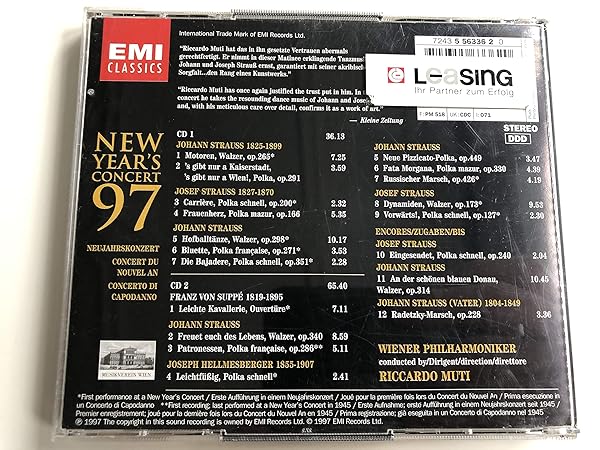 EMI
CLASSICS
International Trade Mark of EMI Records Ltd.
"Riccardo Muti hat das in ihn gesetzte Vertrauen abermals
gerechtfertigt. Er nimmt in dieser Matinee erklingende Tanzmusik
Johann und Joseph Strauß ernst, garantiert mit seiner akribisch
Sorgfalt...den Rang eines Kunstwerks."
"Riccardo Muti has once again justified the trust put in him. In t
concert he takes the resounding dance music of Johann and Josef
and, with his meticulous care over detail, confirms it as a work of art."
— Kleine Zeitung
7243 5 56336 2 0
LeaSING
Ihr Partner zum Erfolg
PM 518 UK: CDC 071
STEREO
DDD
NEW
YEAR'S
CONCERT
97
NEUJAHRSKONZERT
CONCERT DU
NOUVEL AN
CONCERTO DI
CAPODANNO
MUSIKVEREIN WIEN
CD 1 36.13
JOHANN STRAUSS 1825-1899
1 Motoren, Walzer, op.265* 7.25
2 's gibt nur a Kaiserstadt, 3.59
's gibt nur a Wien!, Polka, op.291
JOSEF STRAUSS 1827-1870
3 Carrière, Polka schnell, op.200* 2.32
4 Frauenherz, Polka mazur, op.166 5.35
JOHANN STRAUSS
5 Hofballtänze, Walzer, op.298* 10.17
6 Bluette, Polka française, op.271* 3.53
7 Die Bajadere, Polka schnell, op.351* 2.28
CD 2 65.40
FRANZ VON SUPPÉ 1819-1895
1 Leichte Kavallerie, Ouvertüre* 7.11
JOHANN STRAUSS
2 Freuet euch des Lebens, Walzer, op.340 8.59
3 Patronessen, Polka française, op.286** 5.11
JOSEPH HELLMESBERGER 1855-1907
4 Leichtfüßig, Polka schnell* 2.41
JOHANN STRAUSS
5 Neue Pizzicato-Polka, op.449 3.47
6 Fata Morgana, Polka mazur, op.330 4.39
7 Russischer Marsch, op.426* 4.19
JOSEF STRAUSS
8 Dynamiden, Walzer, op.173* 9.53
9 Vorwärts!, Polka schnell, op.127* 2.30
ENCORES/ZUGABEN/BIS
JOSEF STRAUSS
10 Eingesendet, Polka schnell, op.240 2.04
JOHANN STRAUSS
11 An der schönen blauen Donau, 10.45
Walzer, op.314
JOHANN STRAUSS (VATER) 1804-1849
12 Radetzky-Marsch, op.228 3.36
WIENER PHILHARMONIKER
conducted by/Dirigent/direction/direttore
RICCARDO MUTI
*First performance at a New Year's Concert / Erste Aufführung in einem Neujahrskonzert / Joué pour la première fois lors du Concert du Nouvel An / Prima esecuzione in un Concerto di Capodanno
**First recording, last performed at a New Year's Concert in 1945 / Erste Aufnahme; letzte Aufführung in einem Neujahrskonzert 1945 / Premier enregistrement; joué pour la dernière fois lors du Concert du Nouvel An en 1945 / Prima registrazione; già eseguita in un Concerto di Capodanno nel 1945
℗ 1997 The copyright in this sound recording is owned by EMI Records Ltd. © 1997 EMI Records Ltd.